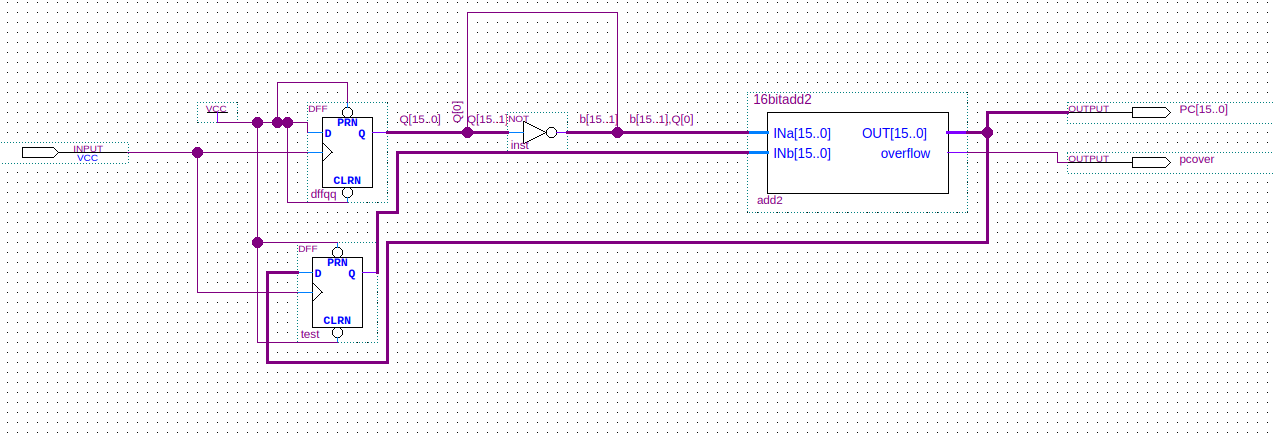 16bitadd2
VCC
DFF
PRN
D
Q
CLRN
dffqq
Q[15..0]
Q[0]
Q[15..1]
NOT
inst
b[15..1]
b[15..1],Q[0]
INa[15..0]
OUT[15..0]
INb[15..0]
overflow
add2
OUTPUT
PC[15..0]
OUTPUT
pcover
INPUT
VCC
DFF
PRN
D
Q
CLRN
test